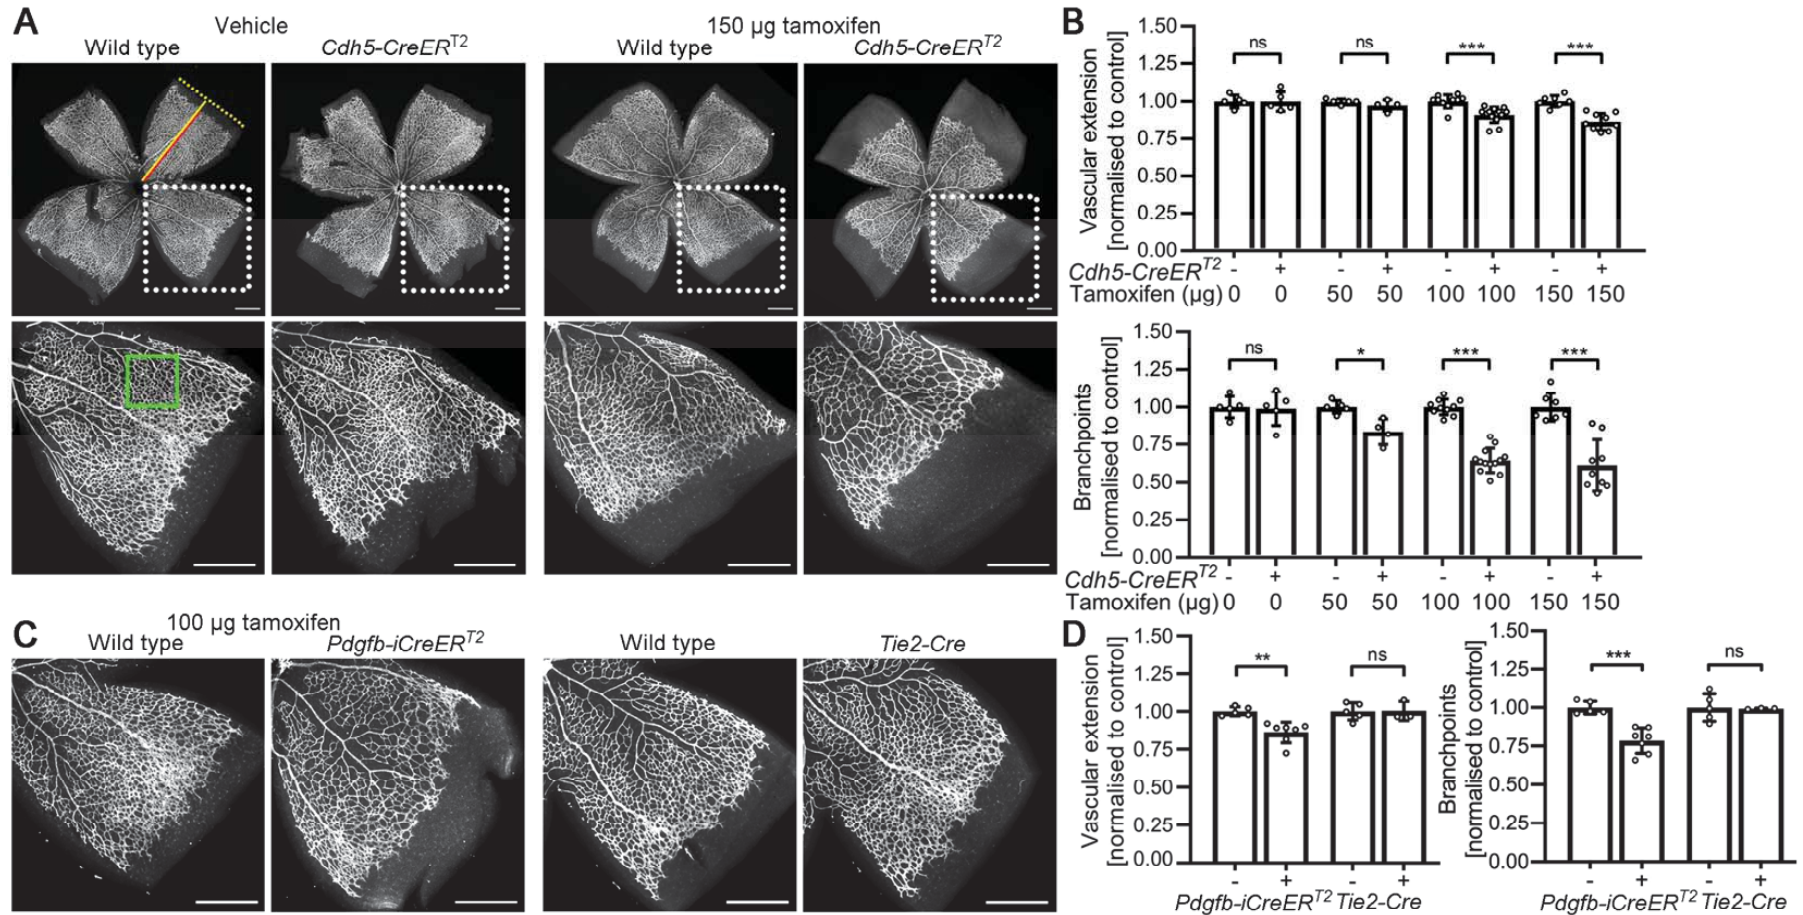 A
Vehicle
150 µg tamoxifen
Wild type
Cdh5-CreERT2
Wild type
Cdh5-CreERT2
B
1.50
1.25
1.00
0.75
0.50
0.25
0.00
Vascular extension
[normalised to control]
ns
ns
***
***
Cdh5-CreERT2 - + - + - + - +
Tamoxifen (µg) 0 0 50 50 100 100 150 150
1.50
1.25
1.00
0.75
0.50
0.25
0.00
Branchpoints
[normalised to control]
ns
*
***
***
Cdh5-CreERT2 - + - + - + - +
Tamoxifen (µg) 0 0 50 50 100 100 150 150
C
100 µg tamoxifen
Wild type
Pdgfb-iCreERT2
Wild type
Tie2-Cre
D
1.50
1.25
1.00
0.75
0.50
0.25
0.00
Vascular extension
[normalised to control]
**
ns
- + - +
Pdgfb-iCreERT2 Tie2-Cre
1.50
1.25
1.00
0.75
0.50
0.25
0.00
Branchpoints
[normalised to control]
***
ns
- + - +
Pdgfb-iCreERT2 Tie2-Cre